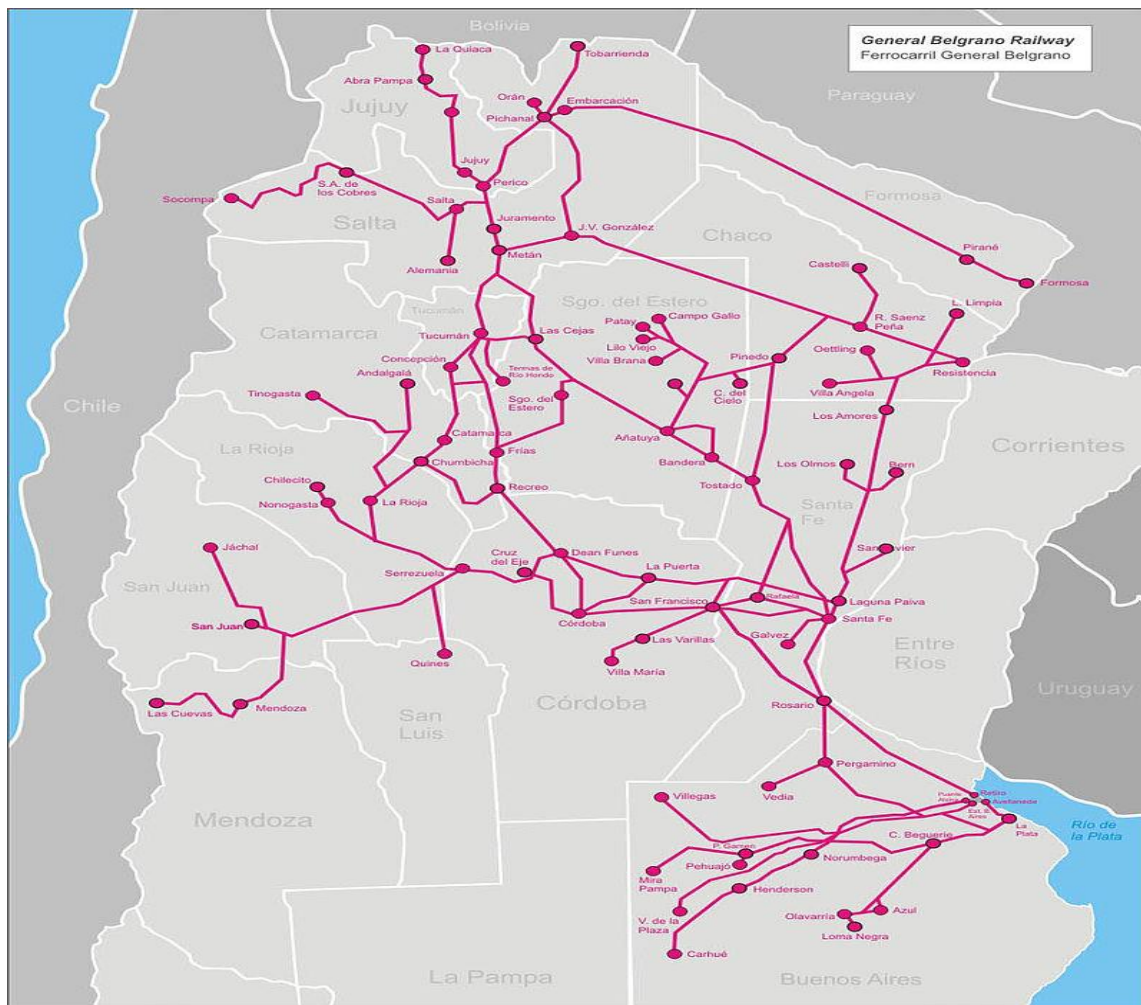 General Belgrano Railway
Ferrocarril General Belgrano
Bolivia
Paraguay
Chile
Uruguay
Corrientes
Entre
Ríos
Formosa
Chaco
Jujuy
Salta
Catamarca
Tucumán
Sgo. del Estero
La Rioja
San Juan
Santa
Fe
Córdoba
San
Luis
Mendoza
La Pampa
Buenos Aires
Río de
la Plata
La Quiaca
Tobarrienda
Abra Pampa
Orán
Embarcación
Pichanal
Jujuy
Perico
S.A. de
los Cobres
Socompa
Salta
Juramento
J.V. González
Metán
Alemania
Pirané
Formosa
Castelli
L. Limpia
R. Saenz
Peña
Campo Gallo
Patay
Lilo Viejo
Villa Brana
Tucumán
Las Cejas
Concepción
Andalgalá
Termas de
Río Hondo
Tinogasta
Sgo. del
Estero
Pinedo
C. del
Cielo
Oettling
Villa Angela
Resistencia
Los Amores
Catamarca
Frías
Añatuya
Bandera
Tostado
Los Olmos
Bern
Chumbicha
Recreo
Chilecito
Nonogasta
La Rioja
Jáchal
Serrezuela
Cruz
del Eje
Dean Funes
La Puerta
San Javier
San Francisco
Rafaela
Laguna Paiva
Santa Fe
Córdoba
San Juan
Quines
Las Varillas
Villa María
Galvez
Las Cuevas
Mendoza
Rosario
Pergamino
Vedia
Villegas
Puente
Alsina
Retiro
Avellaneda
Est. B.
Aires
La
Plata
C. Beguerie
P. Gamen
Pehuajó
Norumbega
Mira
Pampa
Henderson
V. de la
Plaza
Olavarría
Azul
Loma Negra
Carhué